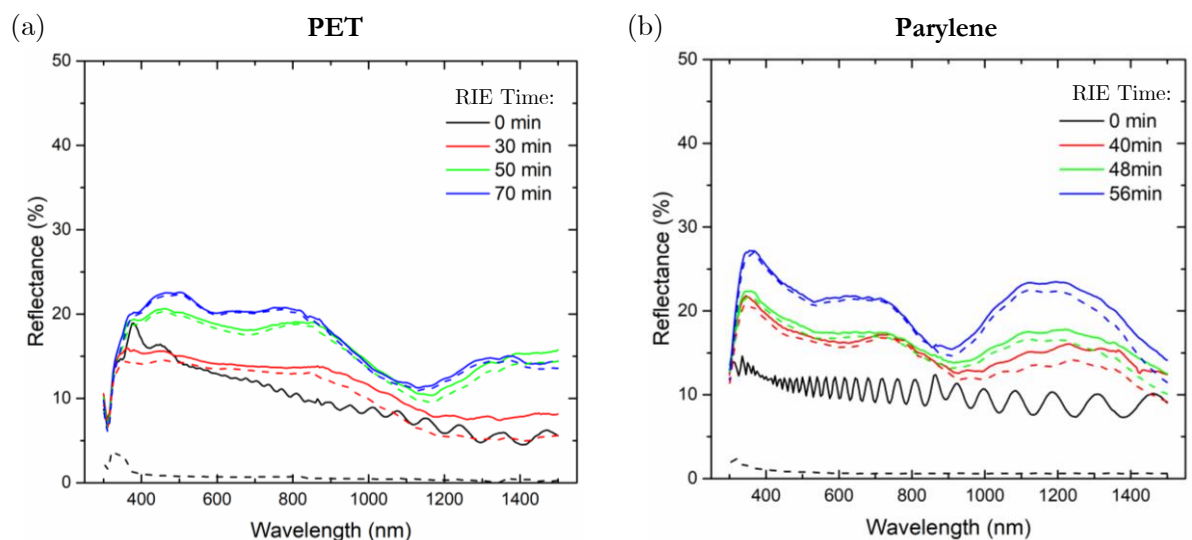 (a)
PET
Reflectance (%)
50
40
30
20
10
0
400
600
800
1000
1200
1400
Wavelength (nm)
RIE Time:
0 min
30 min
50 min
70 min
(b)
Parylene
Reflectance (%)
50
40
30
20
10
0
400
600
800
1000
1200
1400
Wavelength (nm)
RIE Time:
0 min
40min
48min
56min